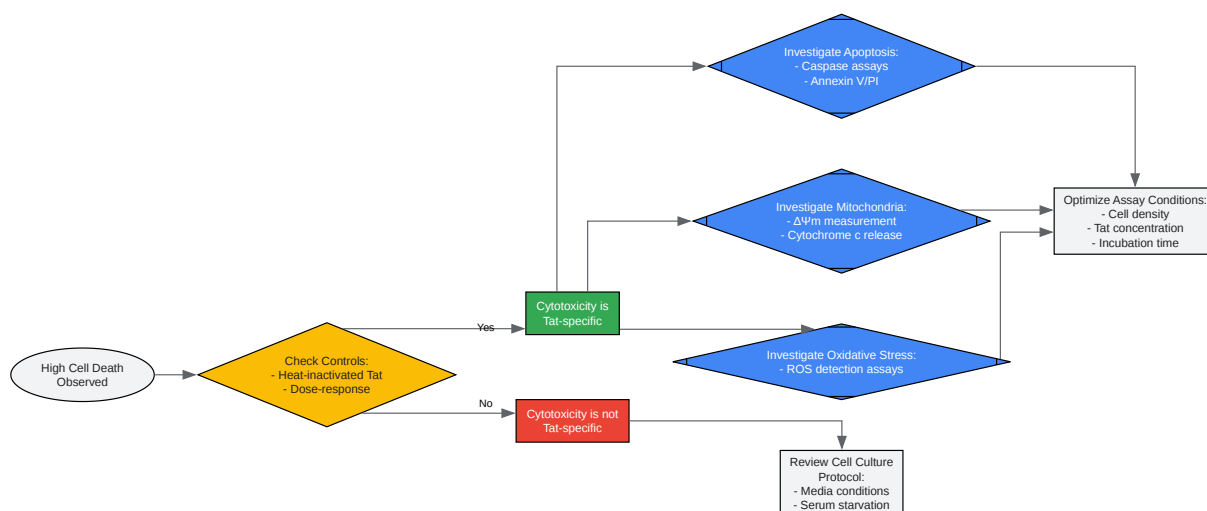 High Cell Death
Observed
Check Controls:
- Heat-inactivated Tat
- Dose-response
Yes
No
Cytotoxicity is
Tat-specific
Cytotoxicity is not
Tat-specific
Investigate Apoptosis:
- Caspase assays
- Annexin V/PI
Investigate Mitochondria:
- ΔΨm measurement
- Cytochrome c release
Investigate Oxidative Stress:
- ROS detection assays
Review Cell Culture
Protocol:
- Media conditions
- Serum starvation
Optimize Assay Conditions:
- Cell density
- Tat concentration
- Incubation time